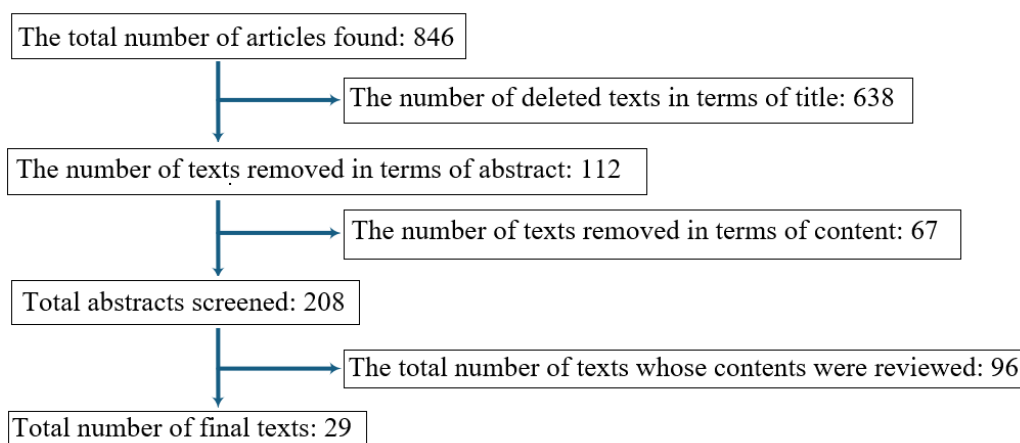 The total number of articles found: 846
The number of deleted texts in terms of title: 638
The number of texts removed in terms of abstract: 112
The number of texts removed in terms of content: 67
Total abstracts screened: 208
The total number of texts whose contents were reviewed: 96
Total number of final texts: 29